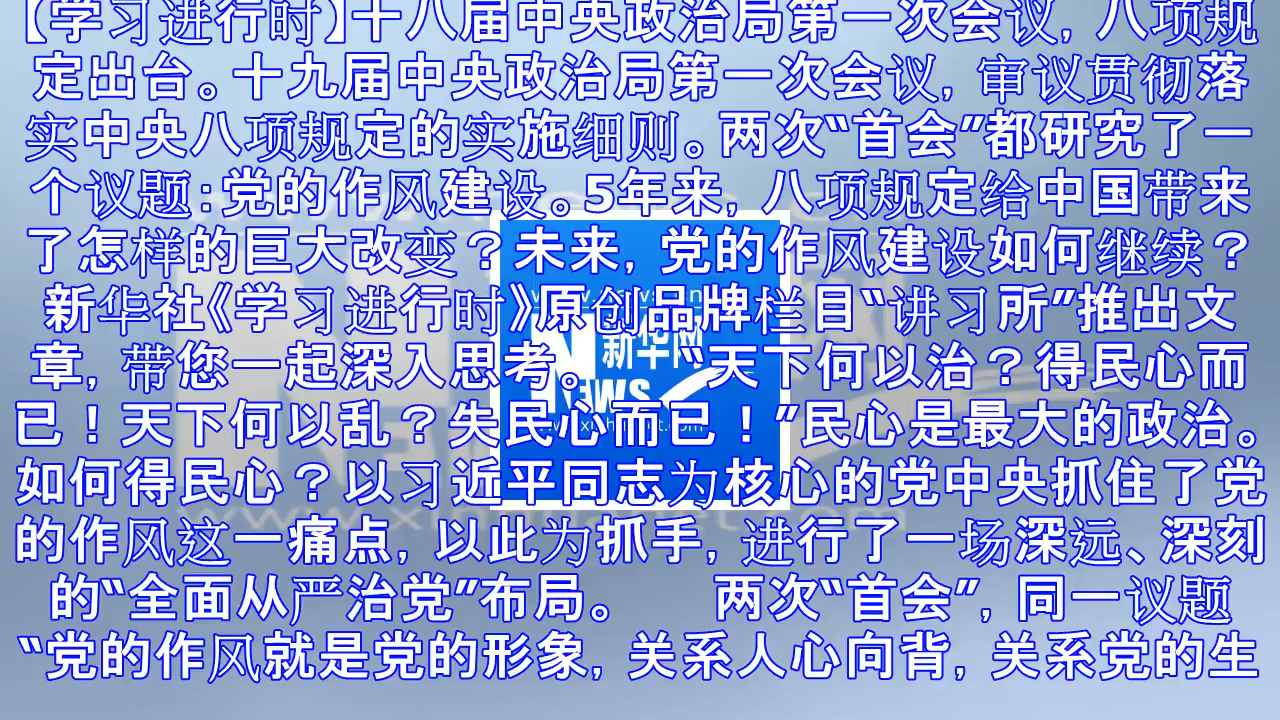 【学习进行时】十八届中央政治局第一次会议，八项规
定出台。十九届中央政治局第一次会议，审议贯彻落
实中央八项规定的实施细则。两次“首会”都研究了一
个议题：党的作风建设。5年来，八项规定给中国带来
了怎样的巨大改变？未来，党的作风建设如何继续？
新华社《学习进行时》原创品牌栏目“讲习所”推出文
章，带您一起深入思考。 “天下何以治？得民心而
已！天下何以乱？失民心而已！”民心是最大的政治。
如何得民心？以习近平同志为核心的党中央抓住了党
的作风这一痛点，以此为抓手，进行了一场深远、深刻
的“全面从严治党”布局。 两次“首会”，同一议题
“党的作风就是党的形象，关系人心向背，关系党的生
新华网
NEWS